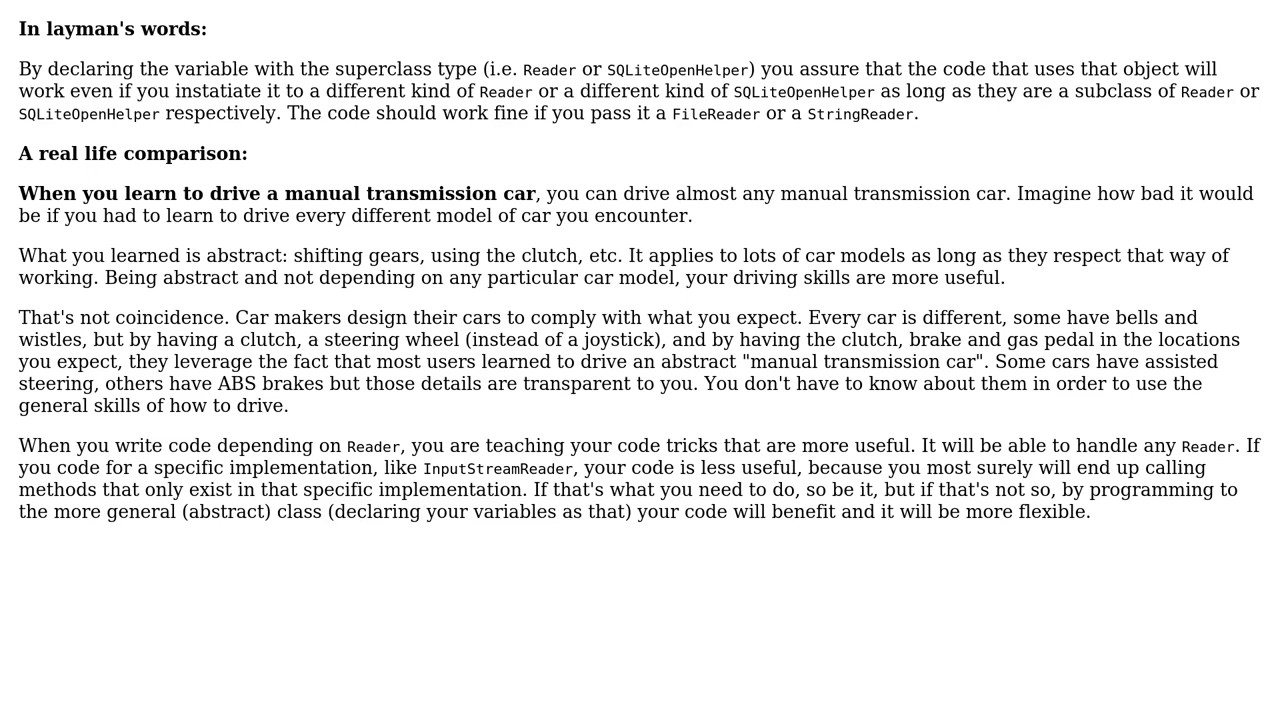 In layman's words:
By declaring the variable with the superclass type (i.e. Reader or SQLiteOpenHelper) you assure that the code that uses that object will
work even if you instatiate it to a different kind of Reader or a different kind of SQLiteOpenHelper as long as they are a subclass of Reader or
SQLiteOpenHelper respectively. The code should work fine if you pass it a FileReader or a StringReader.
A real life comparison:
When you learn to drive a manual transmission car, you can drive almost any manual transmission car. Imagine how bad it would
be if you had to learn to drive every different model of car you encounter.
What you learned is abstract: shifting gears, using the clutch, etc. It applies to lots of car models as long as they respect that way of
working. Being abstract and not depending on any particular car model, your driving skills are more useful.
That's not coincidence. Car makers design their cars to comply with what you expect. Every car is different, some have bells and
wistles, but by having a clutch, a steering wheel (instead of a joystick), and by having the clutch, brake and gas pedal in the locations
you expect, they leverage the fact that most users learned to drive an abstract "manual transmission car". Some cars have assisted
steering, others have ABS brakes but those details are transparent to you. You don't have to know about them in order to use the
general skills of how to drive.
When you write code depending on Reader, you are teaching your code tricks that are more useful. It will be able to handle any Reader. If
you code for a specific implementation, like InputStreamReader, your code is less useful, because you most surely will end up calling
methods that only exist in that specific implementation. If that's what you need to do, so be it, but if that's not so, by programming to
the more general (abstract) class (declaring your variables as that) your code will benefit and it will be more flexible.